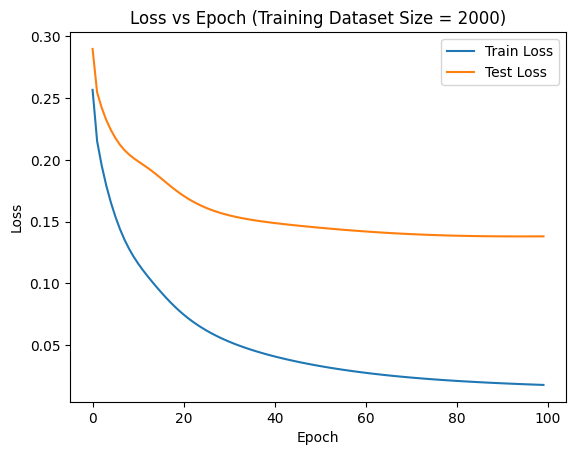 Loss vs Epoch (Training Dataset Size = 2000)
0.30
0.25
0.20
0.15
0.10
0.05
Loss
Train Loss
Test Loss
0 20 40 60 80 100
Epoch